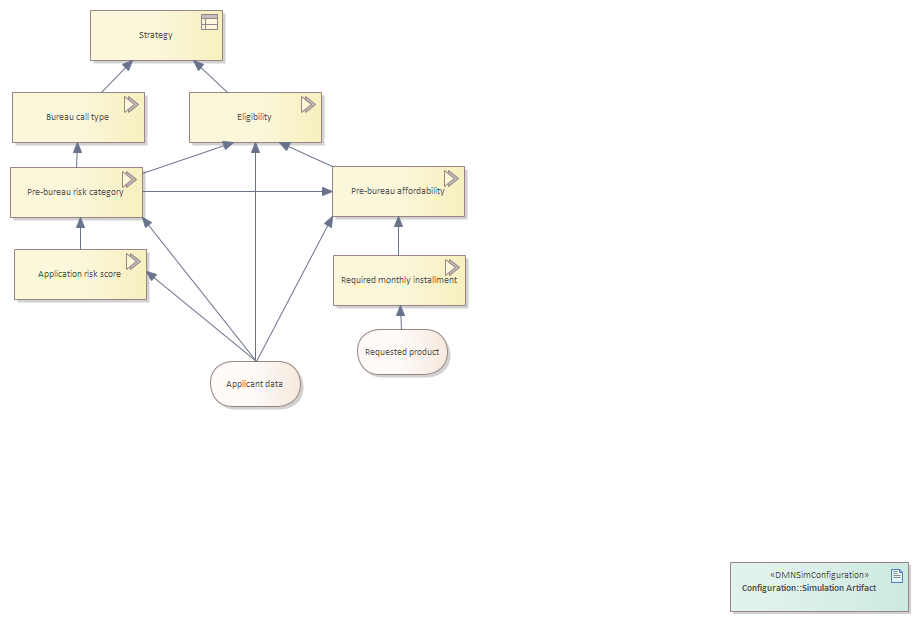 Strategy
Bureau call type
Eligibility
Pre-bureau risk category
Pre-bureau affordability
Application risk score
Required monthly installment
Requested product
Applicant data
«DMNSimConfiguration»
Configuration::Simulation Artifact